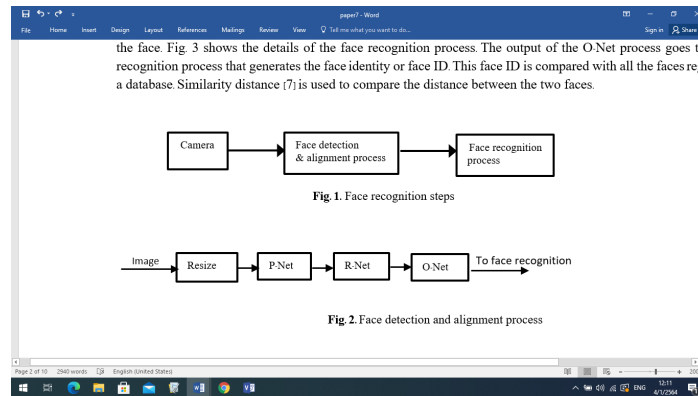 paper7 - Word
File Home Insert Design Layout References Mailings Review View Tell me what you want to do... Sign in Share
the face. Fig. 3 shows the details of the face recognition process. The output of the O-Net process goes t
recognition process that generates the face identity or face ID. This face ID is compared with all the faces re
a database. Similarity distance [7] is used to compare the distance between the two faces.
Camera
Face detection
& alignment process
Face recognition
process
Fig. 1. Face recognition steps
Image
Resize
P-Net
R-Net
O-Net
To face recognition
Fig. 2. Face detection and alignment process
Page 2 of 10 2940 words English (United States) 200
ENG 12:11
4/1/2564